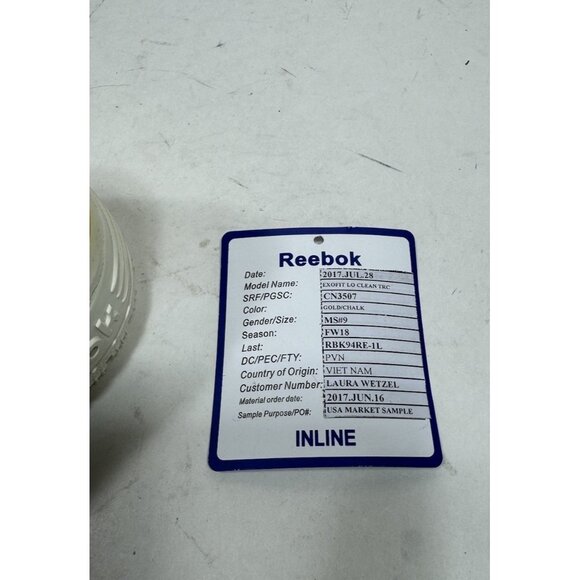 Reebok
Date: 2017.JUL.28
Model Name: EXOFIT LO CLEAN TRC
SRF/PGSC: CN3507
Color: GOLD/CHALK
Gender/Size: MS#9
Season: FW18
Last: RBK94RE-1L
DC/PEC/FTY: PVN
Country of Origin: VIET NAM
Customer Number: LAURA WETZEL
Material order date: 2017.JUN.16
Sample Purpose/PO#: USA MARKET SAMPLE
INLINE